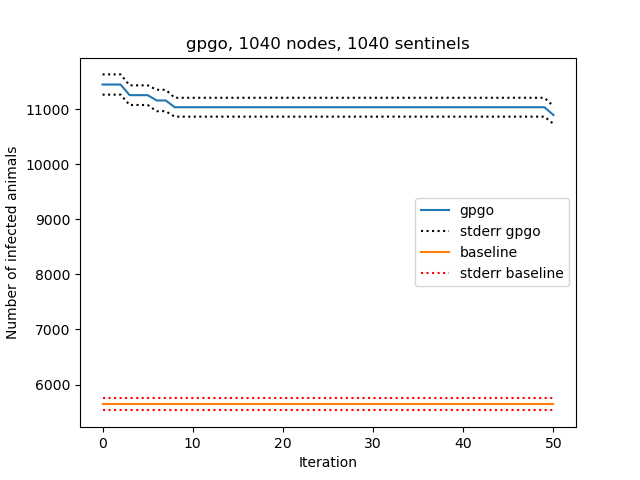 gpgo, 1040 nodes, 1040 sentinels
Number of infected animals
11000
10000
9000
8000
7000
6000
gpgo
stderr gpgo
baseline
stderr baseline
0 10 20 30 40 50
Iteration